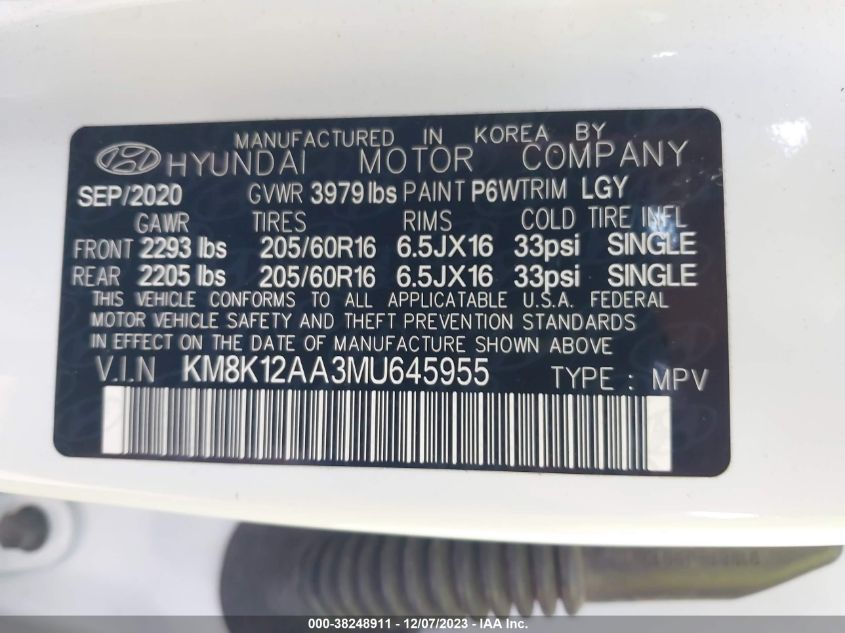 MANUFACTURED IN KOREA BY
HYUNDAI MOTOR COMPANY
SEP/2020 GVWR 3979 lbs PAINT P6W TRIM LGY
GAWR TIRES RIMS COLD TIRE INFL
FRONT 2293 lbs 205/60R16 6.5JX16 33psi SINGLE
REAR 2205 lbs 205/60R16 6.5JX16 33psi SINGLE
THIS VEHICLE CONFORMS TO ALL APPLICATABLE U.S.A. FEDERAL
MOTOR VEHICLE SAFETY AND THEFT PREVENTION STANDARDS
IN EFFECT ON THE DATE OF MANUFACTURE SHOWN ABOVE
V.I.N KM8K12AA3MU645955 TYPE : MPV
000-38248911 - 12/07/2023 - IAA Inc.